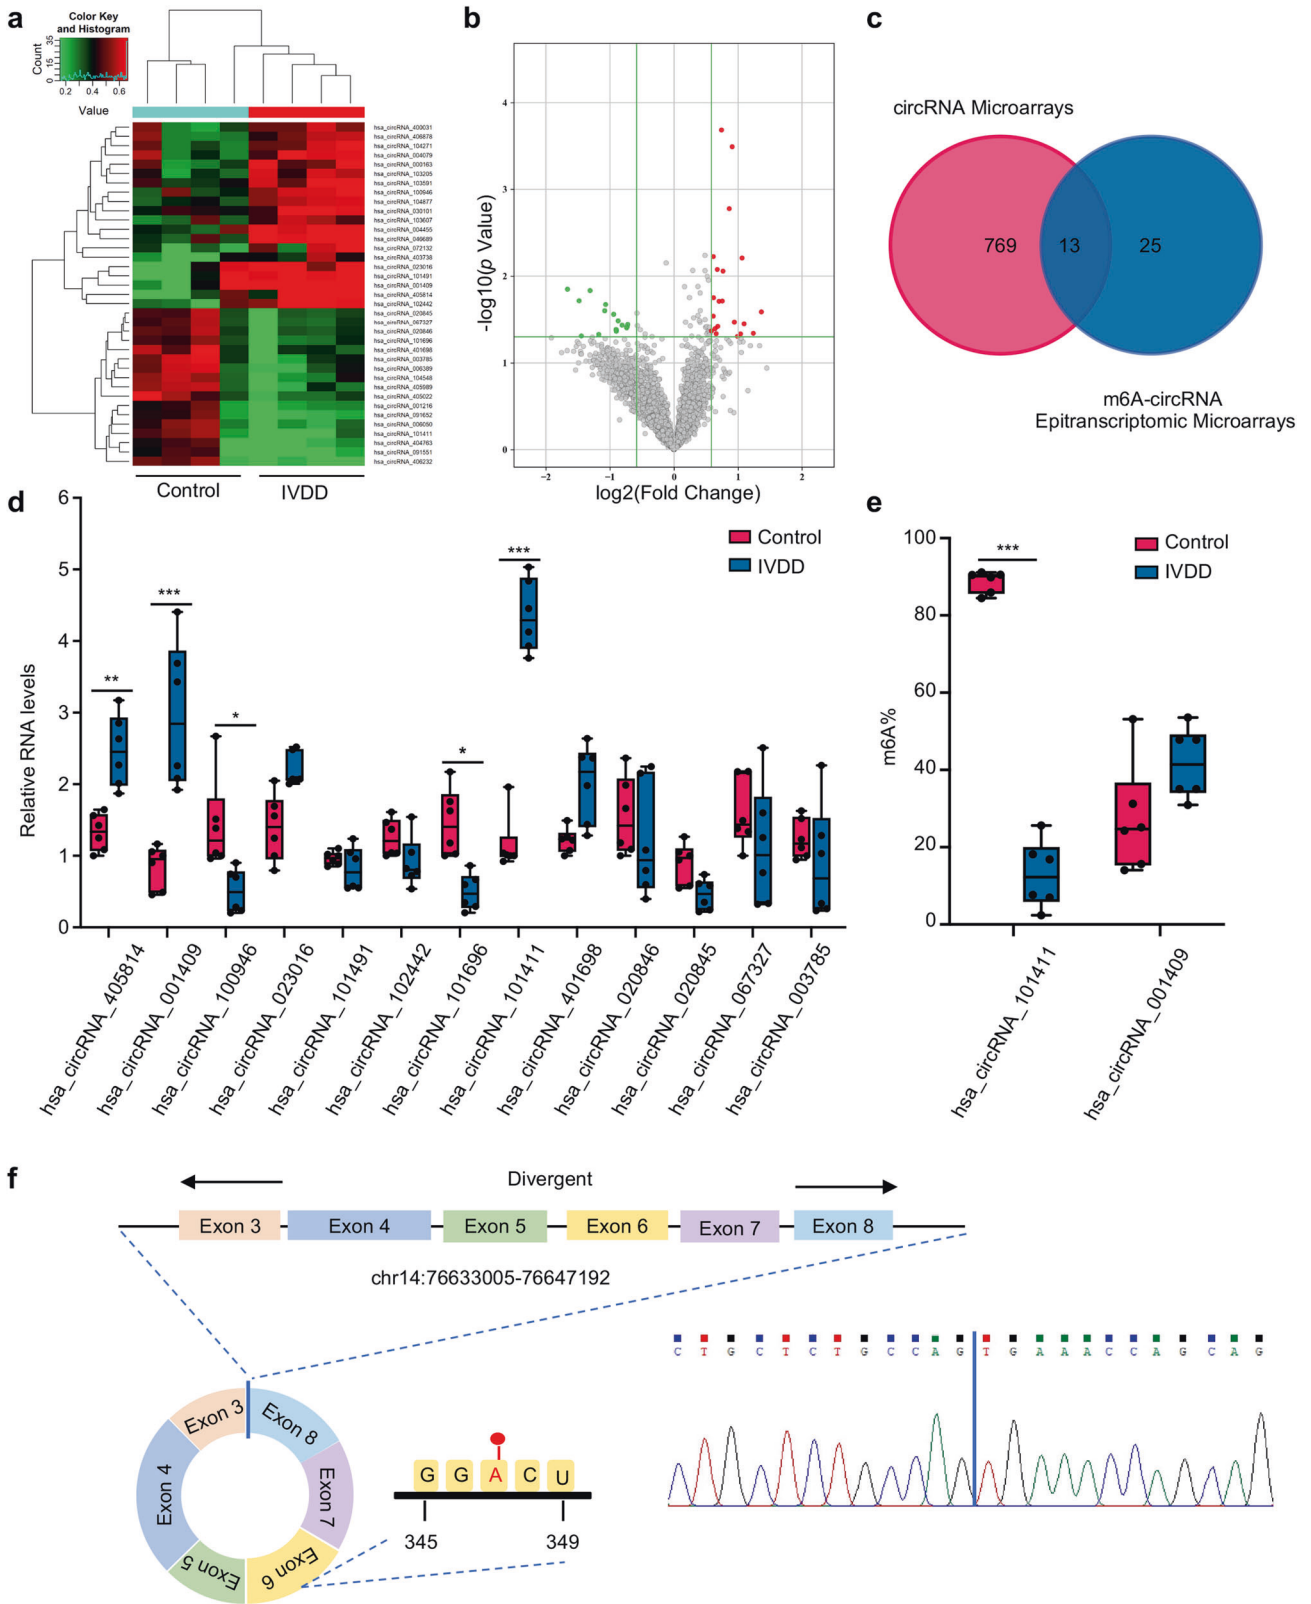 a
Color Key
and Histogram
Count
0 15 35
0.2 0.4 0.6
Value
hsa_circRNA_400031
hsa_circRNA_406878
hsa_circRNA_104271
hsa_circRNA_004079
hsa_circRNA_000163
hsa_circRNA_103205
hsa_circRNA_103591
hsa_circRNA_100946
hsa_circRNA_104877
hsa_circRNA_030101
hsa_circRNA_103607
hsa_circRNA_004455
hsa_circRNA_046689
hsa_circRNA_072132
hsa_circRNA_403738
hsa_circRNA_023016
hsa_circRNA_101491
hsa_circRNA_001409
hsa_circRNA_405814
hsa_circRNA_102442
hsa_circRNA_020845
hsa_circRNA_067327
hsa_circRNA_020846
hsa_circRNA_101696
hsa_circRNA_401698
hsa_circRNA_003785
hsa_circRNA_006389
hsa_circRNA_104548
hsa_circRNA_405989
hsa_circRNA_405022
hsa_circRNA_001216
hsa_circRNA_091652
hsa_circRNA_006050
hsa_circRNA_101411
hsa_circRNA_404763
hsa_circRNA_091551
hsa_circRNA_406232
Control IVDD
b
-log10(p Value)
4
3
2
1
0
−2 −1 0 1 2
log2(Fold Change)
c
circRNA Microarrays
769 13 25
m6A-circRNA
Epitranscriptomic Microarrays
d
Relative RNA levels
6
5
4
3
2
1
0
Control
IVDD
**
***
*
*
***
hsa_circRNA_405814
hsa_circRNA_001409
hsa_circRNA_100946
hsa_circRNA_023016
hsa_circRNA_101491
hsa_circRNA_102442
hsa_circRNA_101696
hsa_circRNA_101411
hsa_circRNA_401698
hsa_circRNA_020846
hsa_circRNA_020845
hsa_circRNA_067327
hsa_circRNA_003785
e
m6A%
100
80
60
40
20
0
***
Control
IVDD
hsa_circRNA_101411
hsa_circRNA_001409
f
Divergent
Exon 3 Exon 4 Exon 5 Exon 6 Exon 7 Exon 8
chr14:76633005-76647192
Exon 3
Exon 8
Exon 7
Exon 6
Exon 5
Exon 4
G G A C U
345 349
C T G C T C T G C C A G T G A A A C C A G C A G